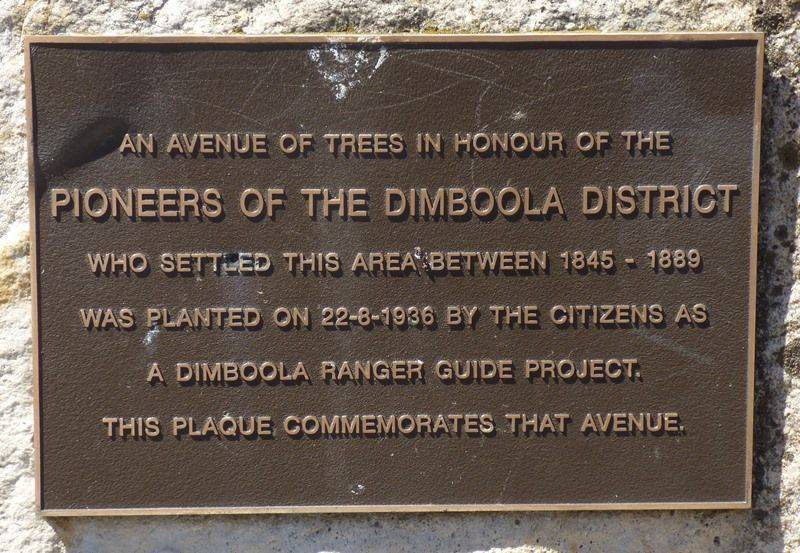 AN AVENUE OF TREES IN HONOUR OF THE
PIONEERS OF THE DIMBOOLA DISTRICT
WHO SETTLED THIS AREA BETWEEN 1845 - 1889
WAS PLANTED ON 22-8-1936 BY THE CITIZENS AS
A DIMBOOLA RANGER GUIDE PROJECT.
THIS PLAQUE COMMEMORATES THAT AVENUE.